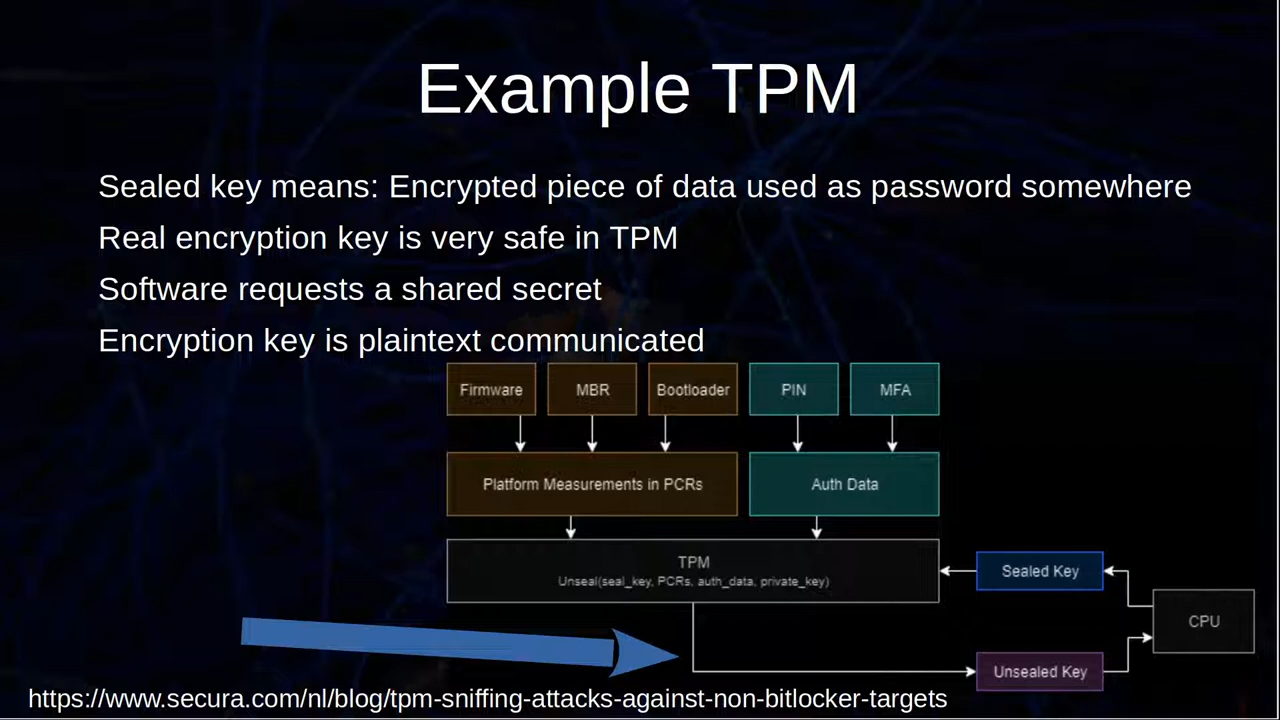 Example TPM
Sealed key means: Encrypted piece of data used as password somewhere
Real encryption key is very safe in TPM
Software requests a shared secret
Encryption key is plaintext communicated
Firmware MBR Bootloader PIN MFA
Platform Measurements in PCRs Auth Data
TPM
Unseal(seal_key, PCRs, auth_data, private_key)
Sealed Key
CPU
Unsealed Key
https://www.secura.com/nl/blog/tpm-sniffing-attacks-against-non-bitlocker-targets